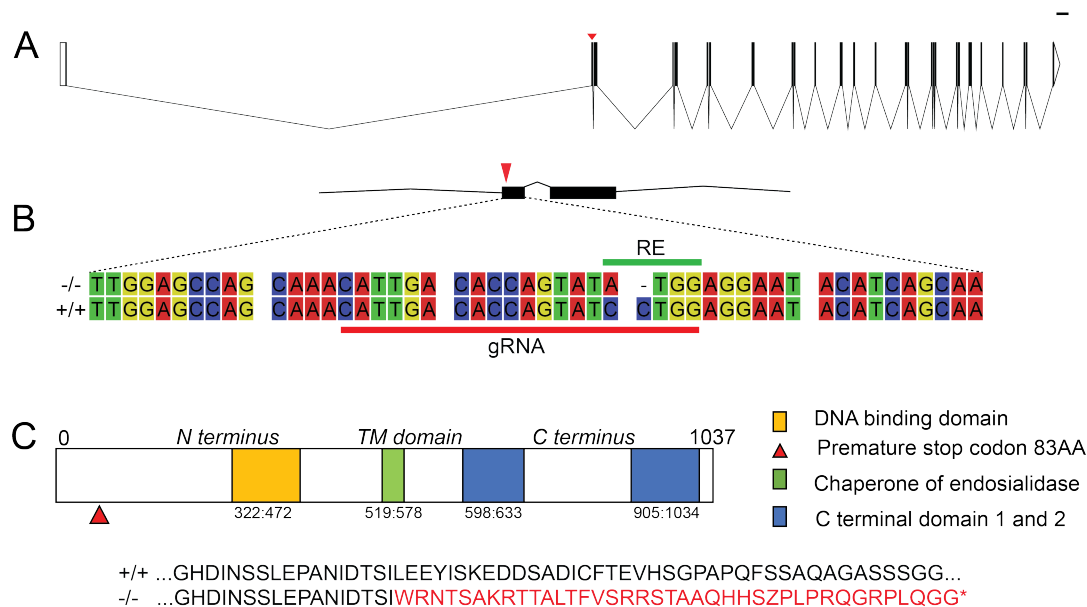 A
B
RE
-/- TTGGAGCCAG CAAACATTGA CACCAGTATA -TGGAGGAAT ACATCAGCAA
+/+ TTGGAGCCAG CAAACATTGA CACCAGTATC CTGGAGGAAT ACATCAGCAA
gRNA
C
0 N terminus TM domain C terminus 1037
322:472 519:578 598:633 905:1034
DNA binding domain
Premature stop codon 83AA
Chaperone of endosialidase
C terminal domain 1 and 2
+/+ ...GHDINSSLEPANIDTSILEEYISKEDDSADICFTEVHSGPAPQFSSAQAGASSSGG...
-/- ...GHDINSSLEPANIDTSIWRNTSAKRTTALTFVSRRSTAAQHHSZPLPRQGRPLQGG*